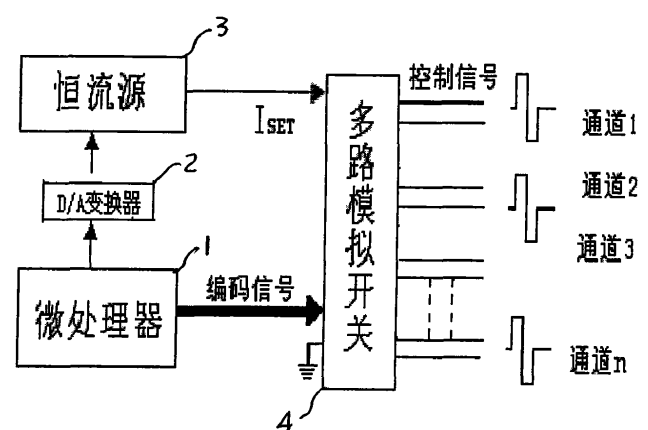 3
恒流源
I SET
控制信号
通道1
2
D/A变换器
通道2
多路模拟开关
通道3
1
编码信号
微处理器
通道n
4